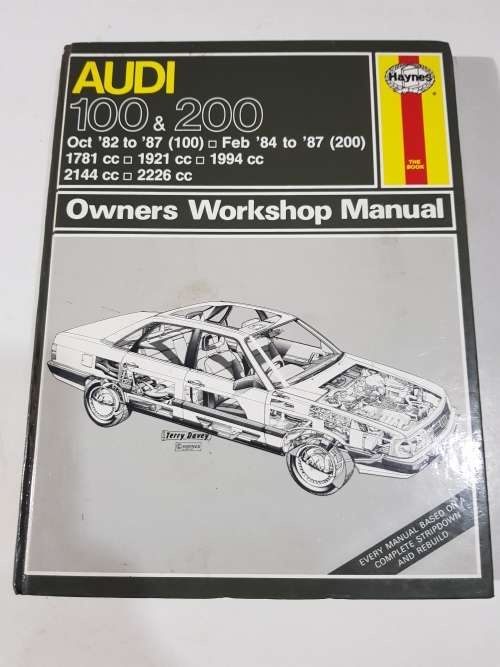 AUDI
100 & 200
Oct '82 to '87 (100) □ Feb '84 to '87 (200)
1781 cc □ 1921 cc □ 1994 cc
2144 cc □ 2226 cc
Haynes
THE
BOOK
Owners Workshop Manual
Terry Davey
© HAYNES
EVERY MANUAL BASED ON A
COMPLETE STRIPDOWN
AND REBUILD